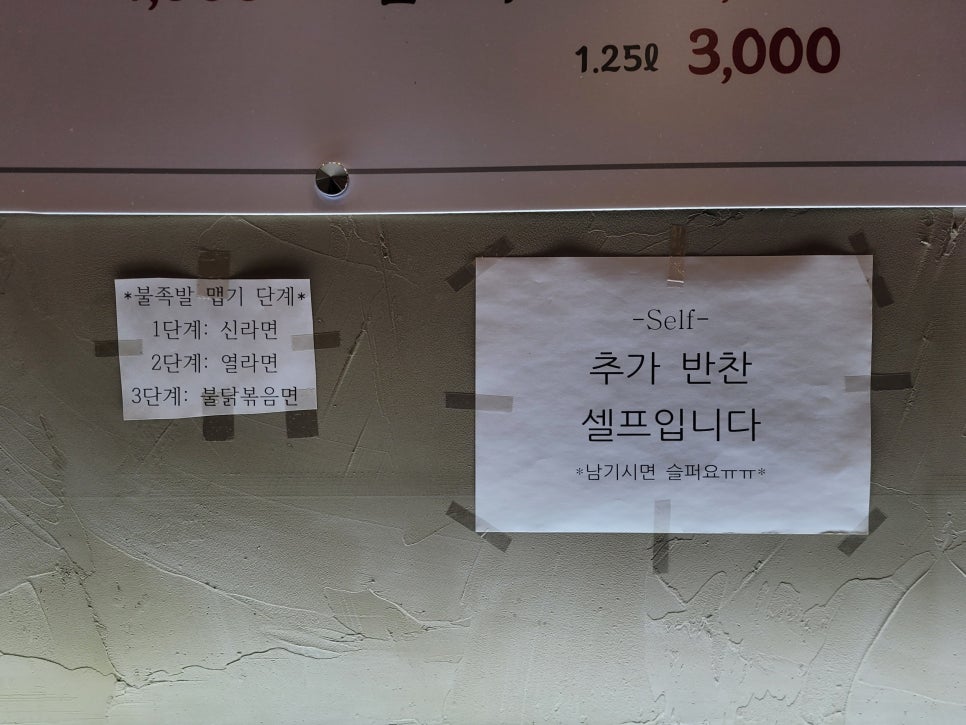 1.25ℓ 3,000
*불족발 맵기 단계*
1단계: 신라면
2단계: 열라면
3단계: 불닭볶음면
-Self-
추가 반찬
셀프입니다
*남기시면 슬퍼요ㅠㅠ*